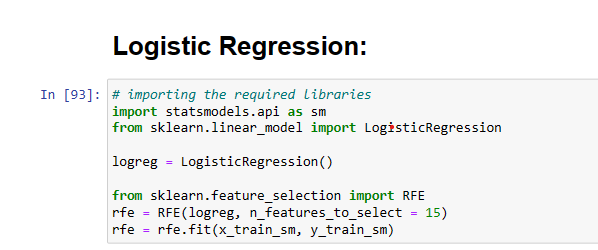 Logistic Regression:
In [93]: # importing the required libraries
import statsmodels.api as sm
from sklearn.linear_model import LogisticRegression
logreg = LogisticRegression()
from sklearn.feature_selection import RFE
rfe = RFE(logreg, n_features_to_select = 15)
rfe = rfe.fit(x_train_sm, y_train_sm)